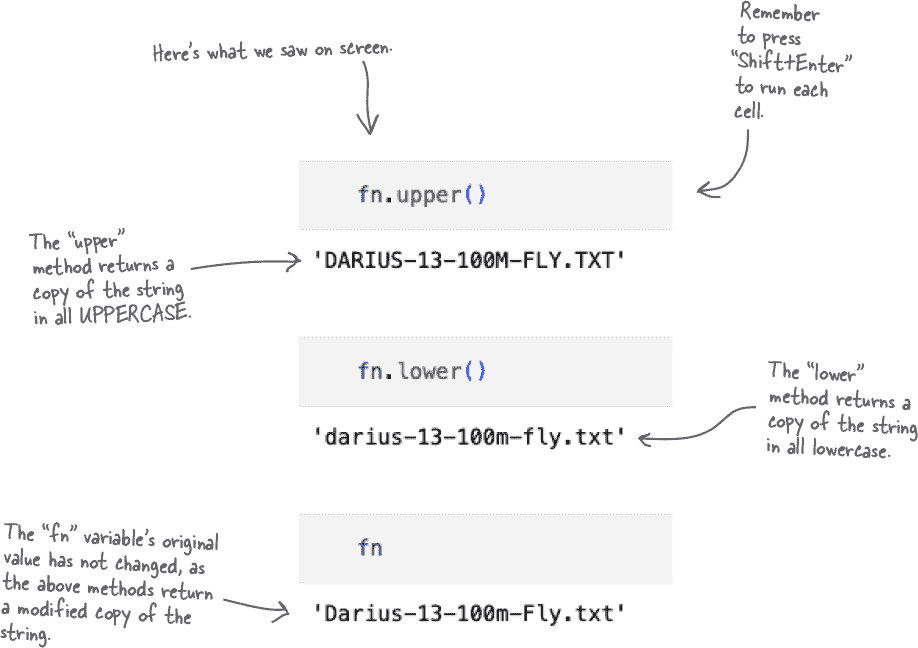 Here's what we saw on screen.
Remember
to press
"Shift+Enter"
to run each
cell.
fn.upper()
The "upper"
method returns a
copy of the string
in all UPPERCASE.
'DARIUS-13-100M-FLY.TXT'
fn.lower()
The "lower"
method returns a
copy of the string
in all lowercase.
'darius-13-100m-fly.txt'
fn
The "fn" variable's original
value has not changed, as
the above methods return
a modified copy of the
string.
'Darius-13-100m-Fly.txt'